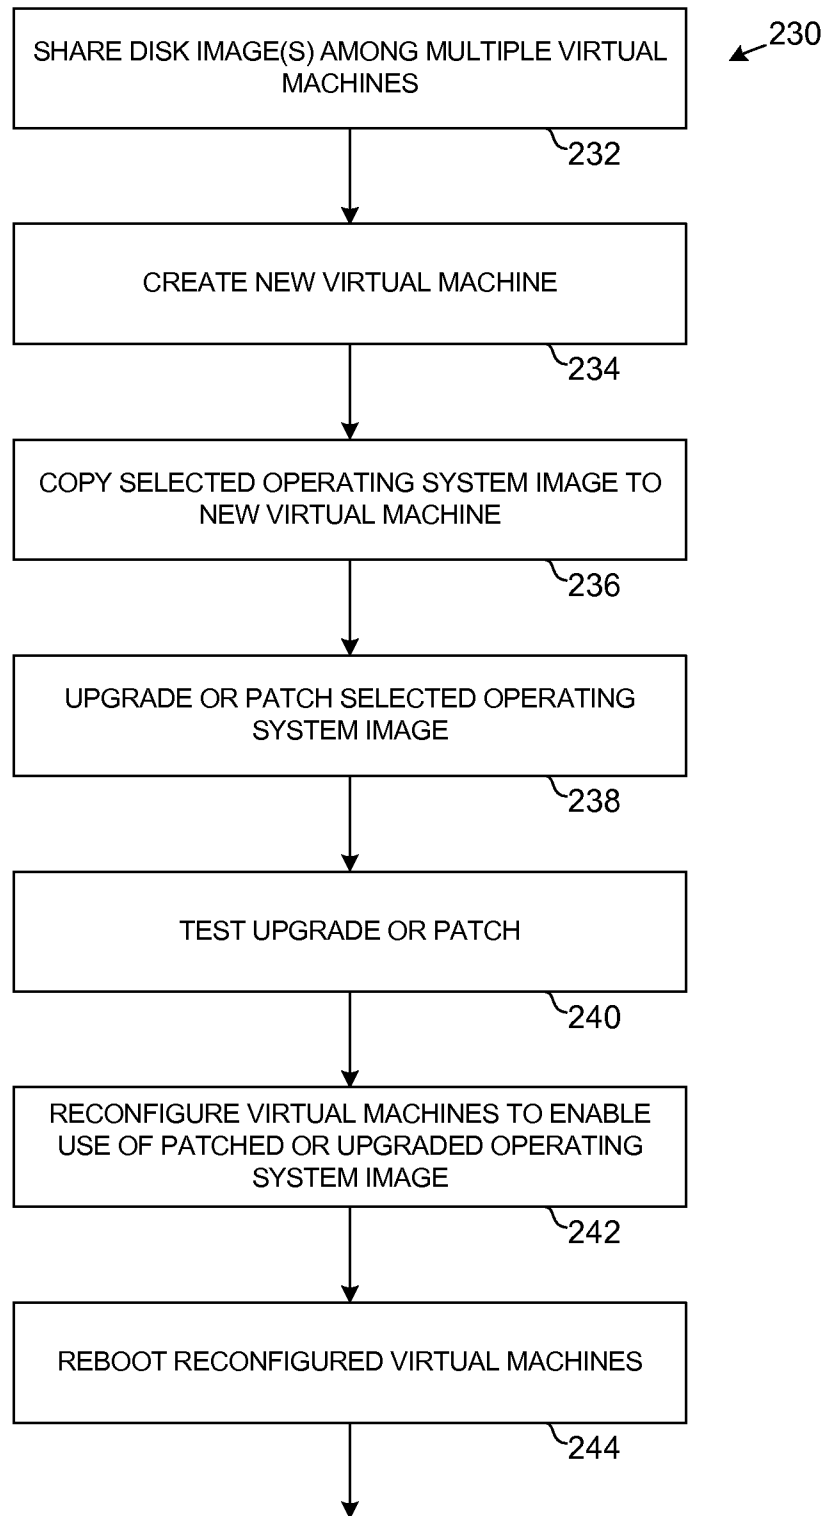 230
SHARE DISK IMAGE(S) AMONG MULTIPLE VIRTUAL
MACHINES
232
CREATE NEW VIRTUAL MACHINE
234
COPY SELECTED OPERATING SYSTEM IMAGE TO
NEW VIRTUAL MACHINE
236
UPGRADE OR PATCH SELECTED OPERATING
SYSTEM IMAGE
238
TEST UPGRADE OR PATCH
240
RECONFIGURE VIRTUAL MACHINES TO ENABLE
USE OF PATCHED OR UPGRADED OPERATING
SYSTEM IMAGE
242
REBOOT RECONFIGURED VIRTUAL MACHINES
244